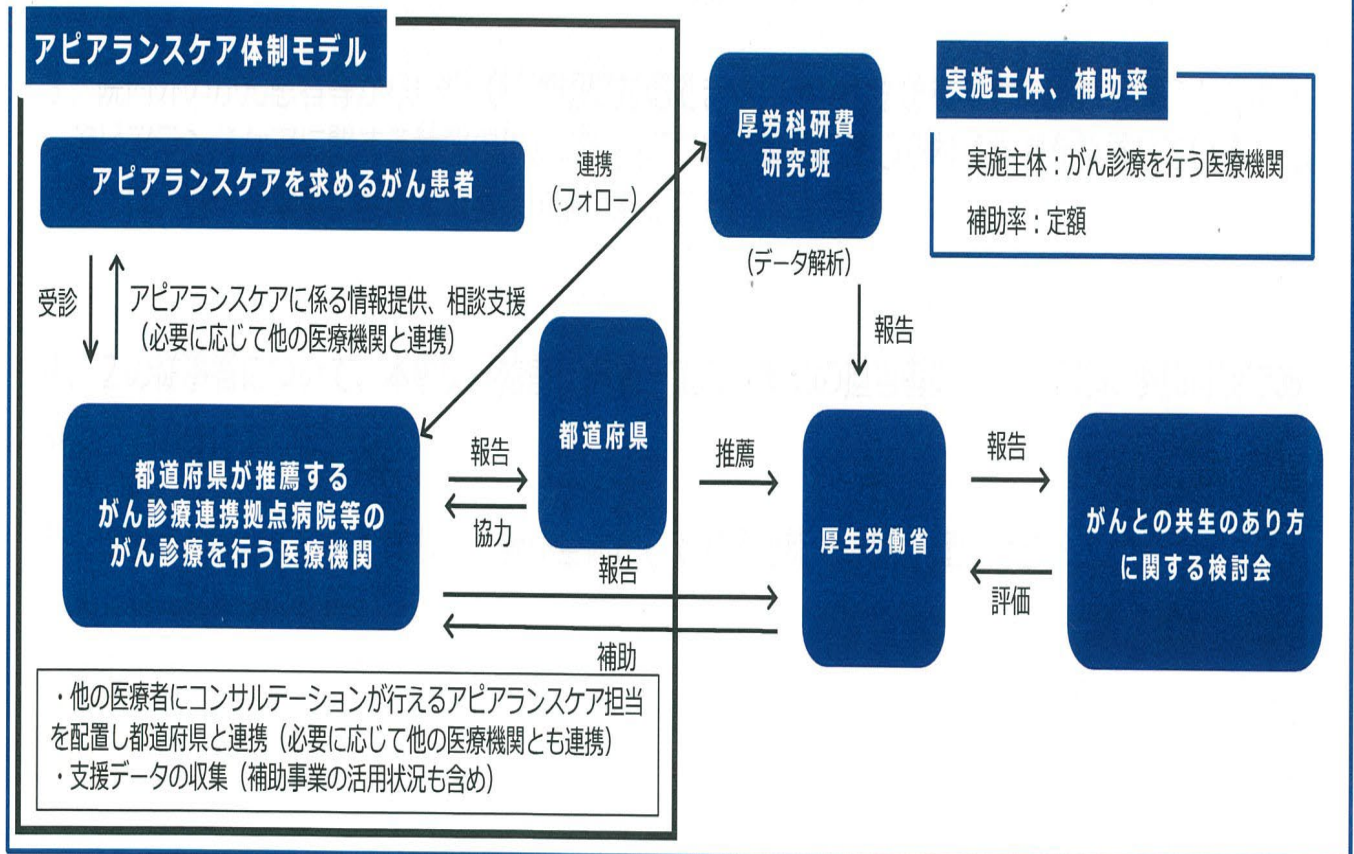 アピアランスケア体制モデル
アピアランスケアを求めるがん患者
受診
アピアランスケアに係る情報提供、相談支援
（必要に応じて他の医療機関と連携）
連携
（フォロー）
厚労科研費
研究班
（データ解析）
報告
実施主体、補助率
実施主体：がん診療を行う医療機関
補助率：定額
都道府県が推薦する
がん診療連携拠点病院等の
がん診療を行う医療機関
報告
協力
都道府県
推薦
厚生労働省
報告
評価
がんとの共生のあり方
に関する検討会
報告
補助
・他の医療者にコンサルテーションが行えるアピアランスケア担当
を配置し都道府県と連携（必要に応じて他の医療機関とも連携）
・支援データの収集（補助事業の活用状況も含め）